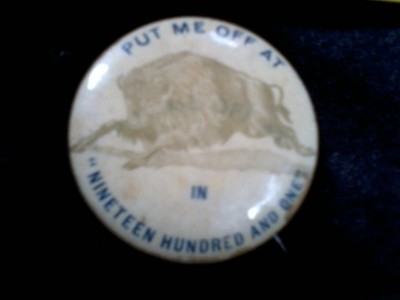 PUT ME OFF AT
IN
"NINETEEN HUNDRED AND ONE"